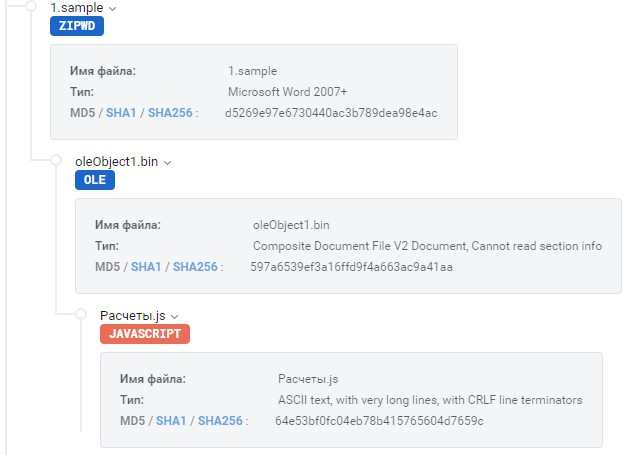 1.sample
ZIPWD
Имя файла: 1.sample
Тип: Microsoft Word 2007+
MD5 / SHA1 / SHA256 : d5269e97e6730440ac3b789dea98e4ac
oleObject1.bin
OLE
Имя файла: oleObject1.bin
Тип: Composite Document File V2 Document, Cannot read section info
MD5 / SHA1 / SHA256 : 597a6539ef3a16ffd9f4a663ac9a41aa
Расчеты.js
JAVASCRIPT
Имя файла: Расчеты.js
Тип: ASCII text, with very long lines, with CRLF line terminators
MD5 / SHA1 / SHA256 : 64e53bf0fc04eb78b415765604d7659c